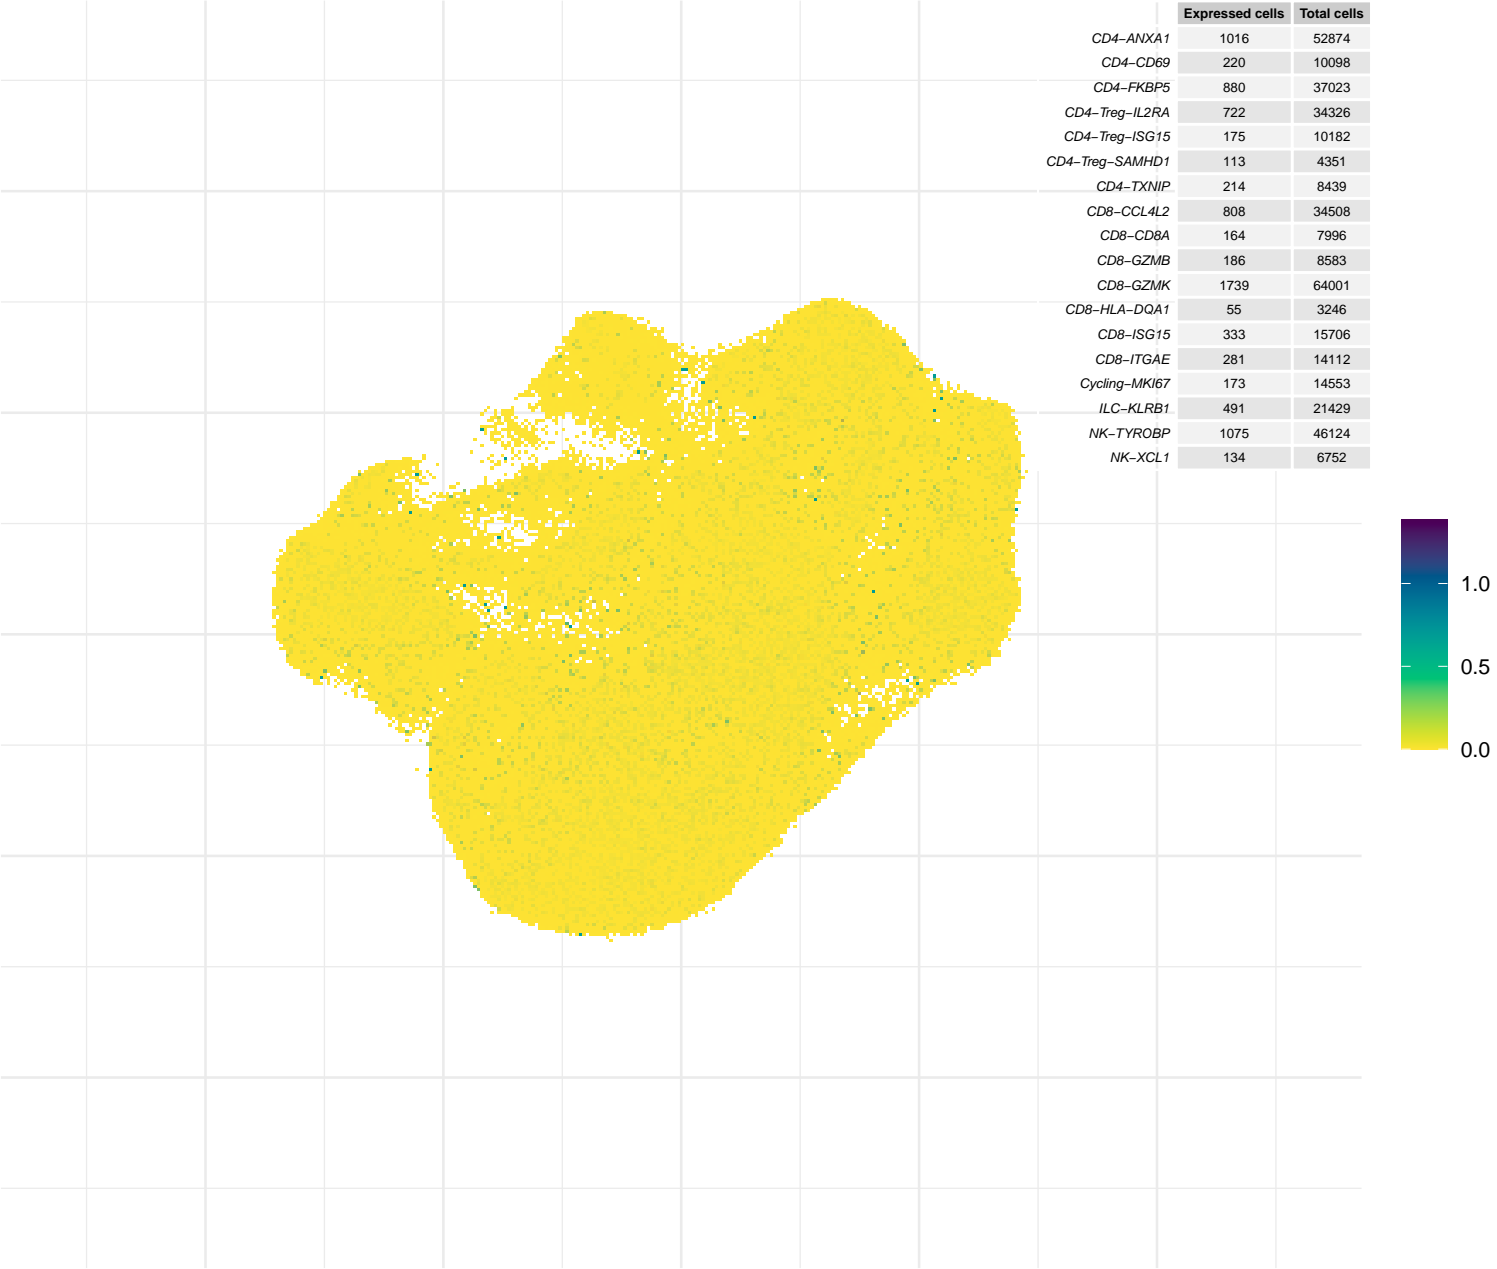 Expressed cells Total cells
CD4−ANXA1 1016 52874
CD4−CD69 220 10098
CD4−FKBP5 880 37023
CD4−Treg−IL2RA 722 34326
CD4−Treg−ISG15 175 10182
CD4−Treg−SAMHD1 113 4351
CD4−TXNIP 214 8439
CD8−CCL4L2 808 34508
CD8−CD8A 164 7996
CD8−GZMB 186 8583
CD8−GZMK 1739 64001
CD8−HLA−DQA1 55 3246
CD8−ISG15 333 15706
CD8−ITGAE 281 14112
Cycling−MKI67 173 14553
ILC−KLRB1 491 21429
NK−TYROBP 1075 46124
NK−XCL1 134 6752
1.0
0.5
0.0